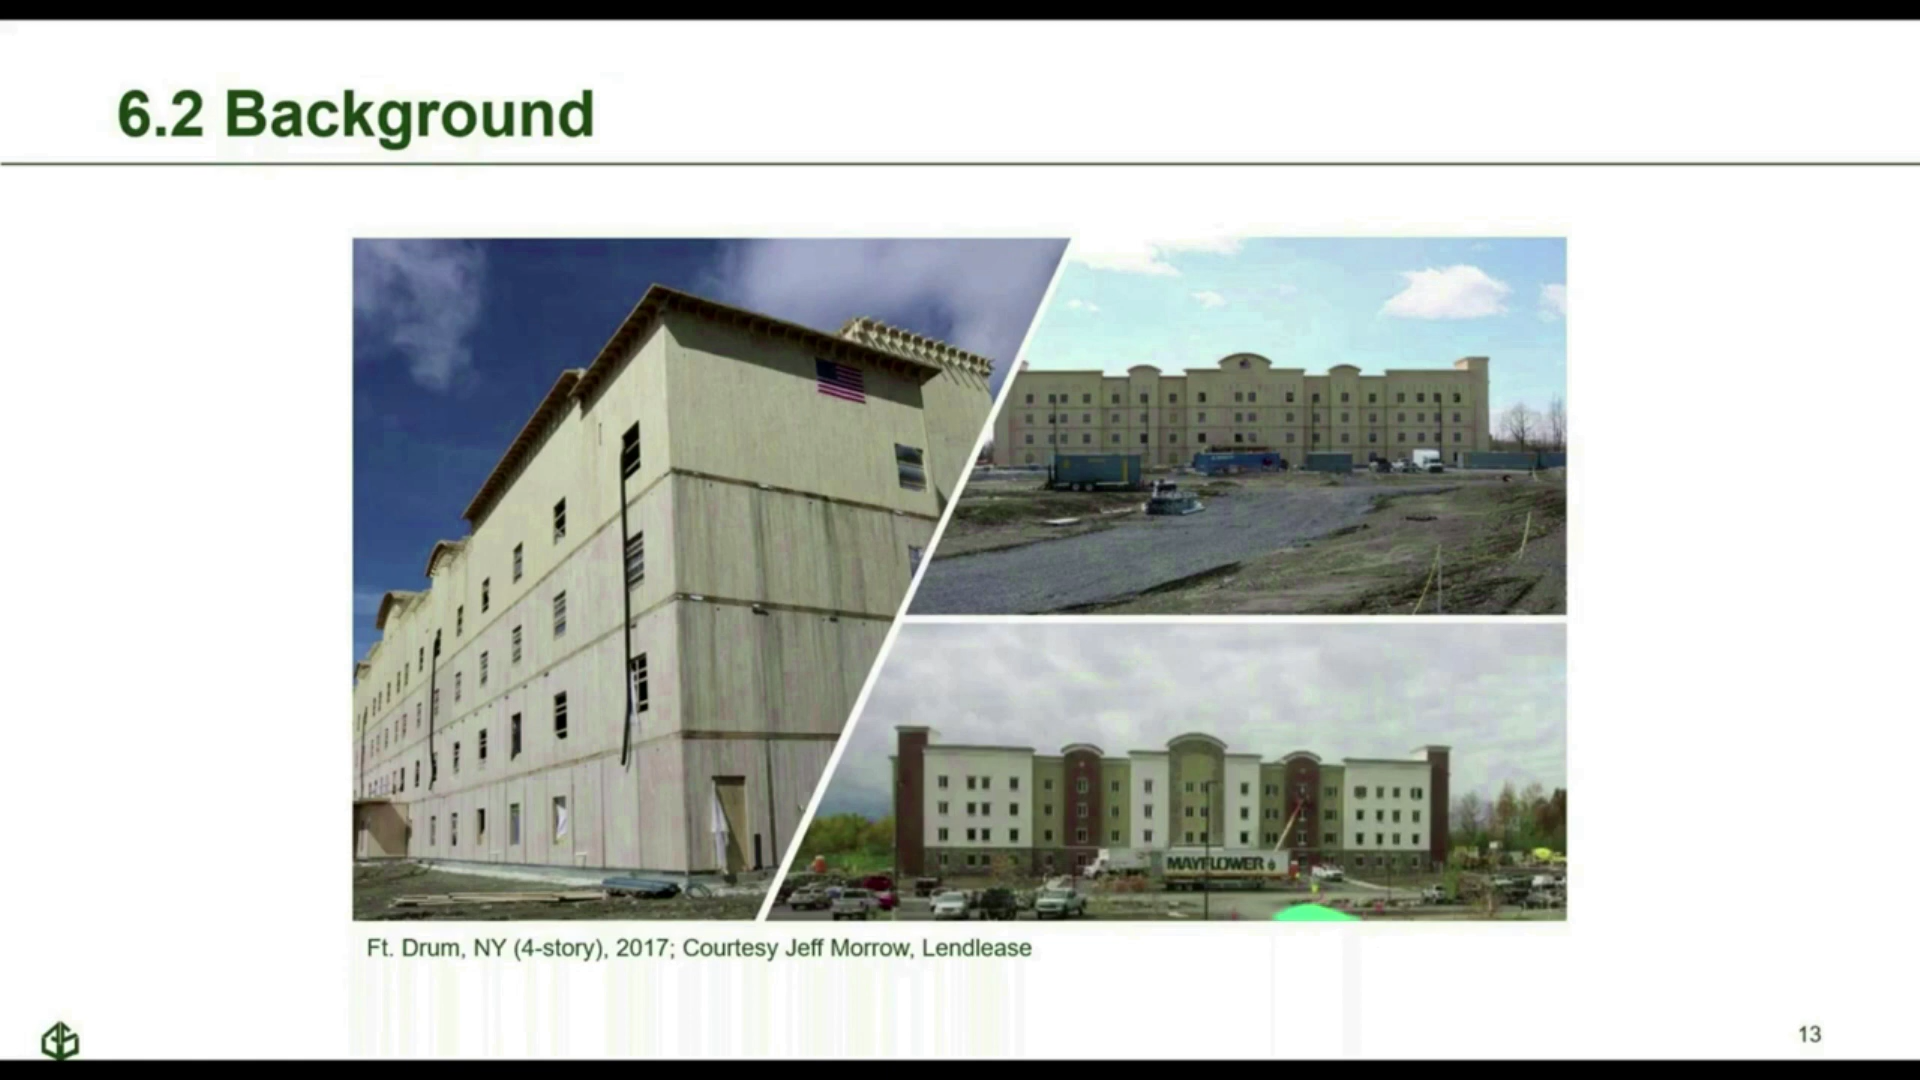 6.2 Background
MAYFLOWER
Ft. Drum, NY (4-story), 2017; Courtesy Jeff Morrow, Lendlease
13